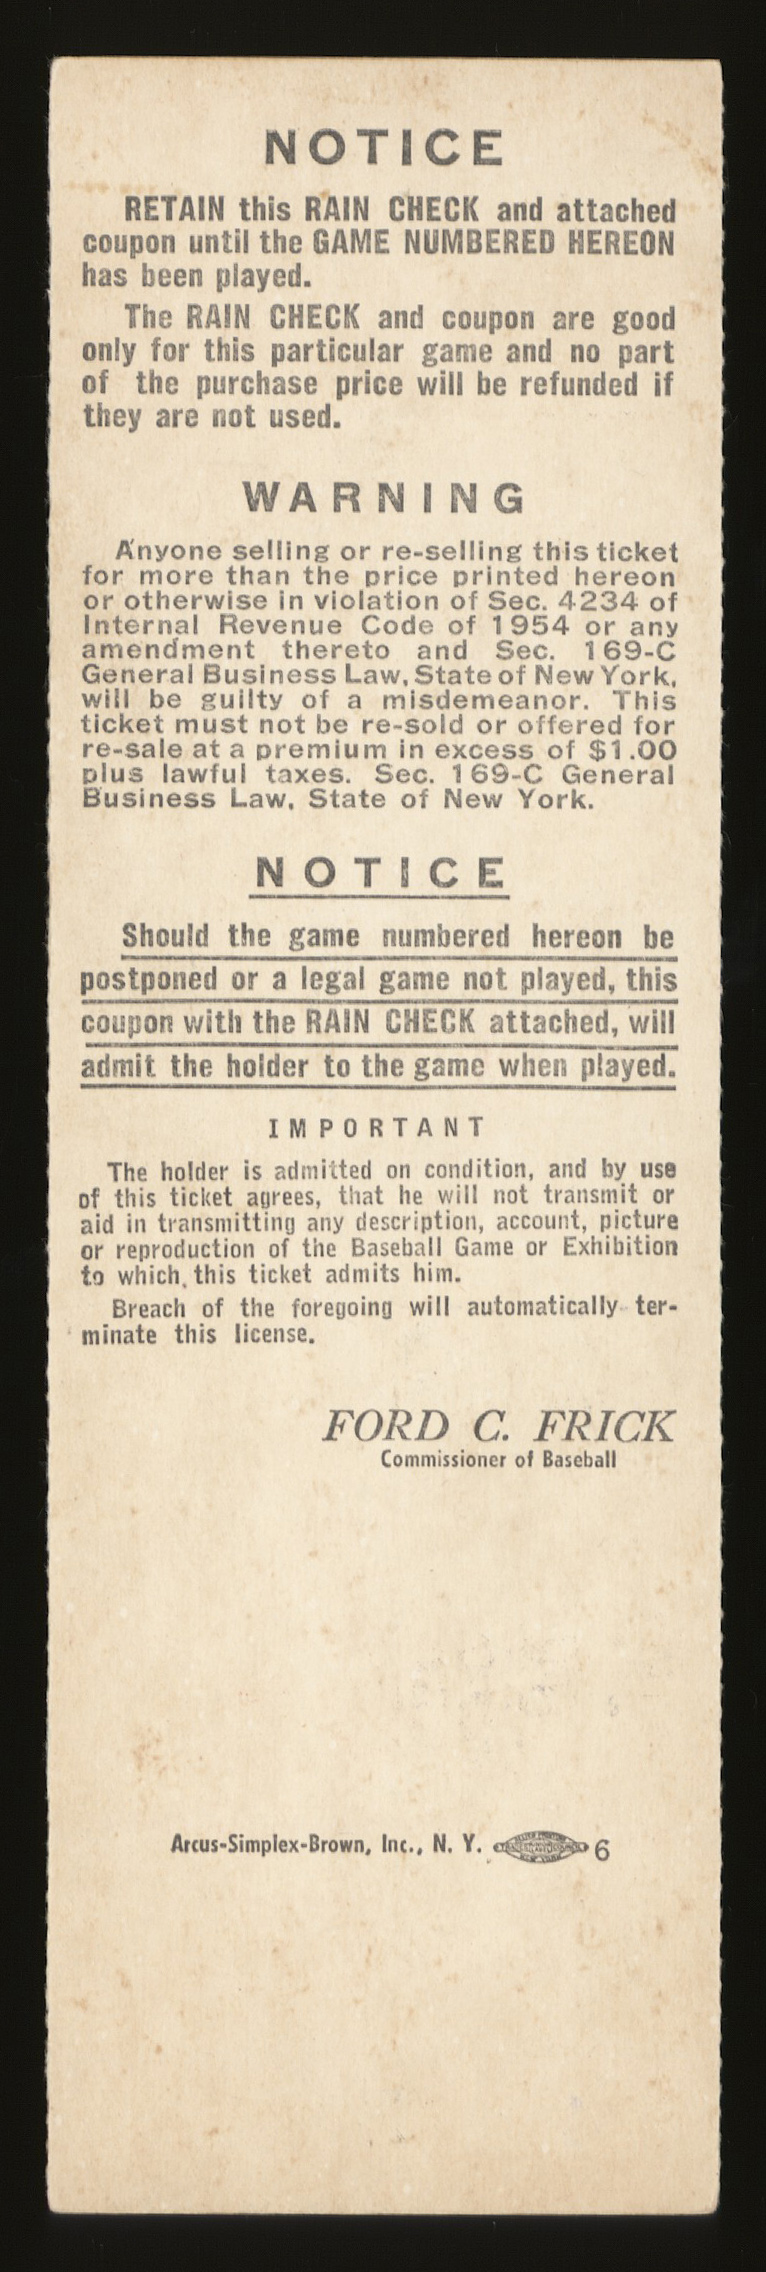 NOTICE
RETAIN this RAIN CHECK and attached
coupon until the GAME NUMBERED HEREON
has been played.
The RAIN CHECK and coupon are good
only for this particular game and no part
of the purchase price will be refunded if
they are not used.
WARNING
Anyone selling or re-selling this ticket
for more than the price printed hereon
or otherwise in violation of Sec. 4234 of
Internal Revenue Code of 1954 or any
amendment thereto and Sec. 169-C
General Business Law, State of New York,
will be guilty of a misdemeanor. This
ticket must not be re-sold or offered for
re-sale at a premium in excess of $1.00
plus lawful taxes. Sec. 169-C General
Business Law, State of New York.
NOTICE
Should the game numbered hereon be
postponed or a legal game not played, this
coupon with the RAIN CHECK attached, will
admit the holder to the game when played.
IMPORTANT
The holder is admitted on condition, and by use
of this ticket agrees, that he will not transmit or
aid in transmitting any description, account, picture
or reproduction of the Baseball Game or Exhibition
to which this ticket admits him.
Breach of the foregoing will automatically ter-
minate this license.
FORD C. FRICK
Commissioner of Baseball
Arcus-Simplex-Brown, Inc., N. Y. 6